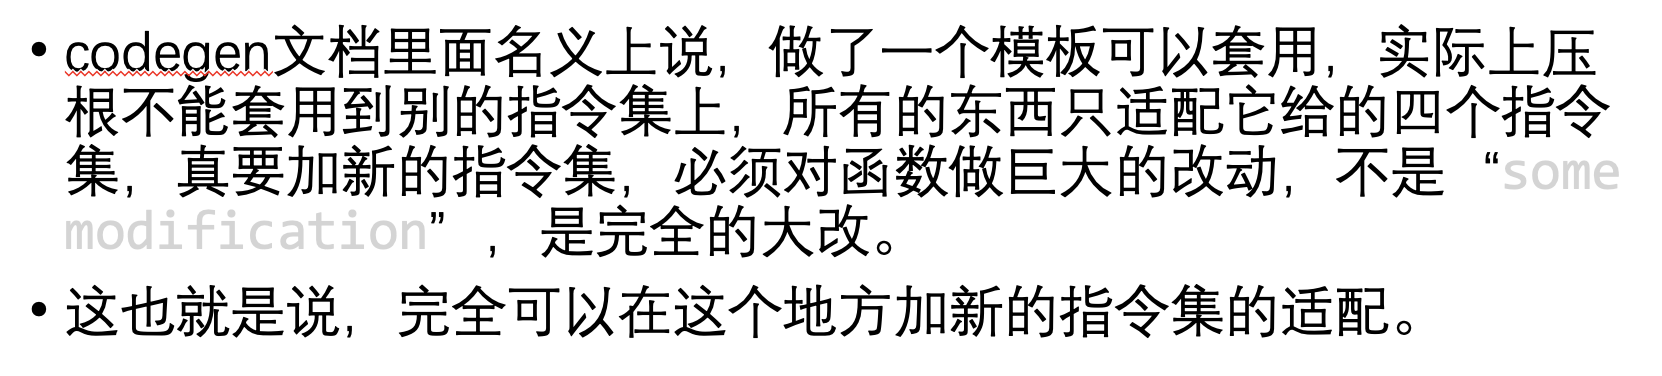 • codegen文档里面名义上说，做了一个模板可以套用，实际上压
根不能套用到别的指令集上，所有的东西只适配它给的四个指令
集，真要加新的指令集，必须对函数做巨大的改动，不是 “some
modification” ，是完全的大改。
• 这也就是说，完全可以在这个地方加新的指令集的适配。